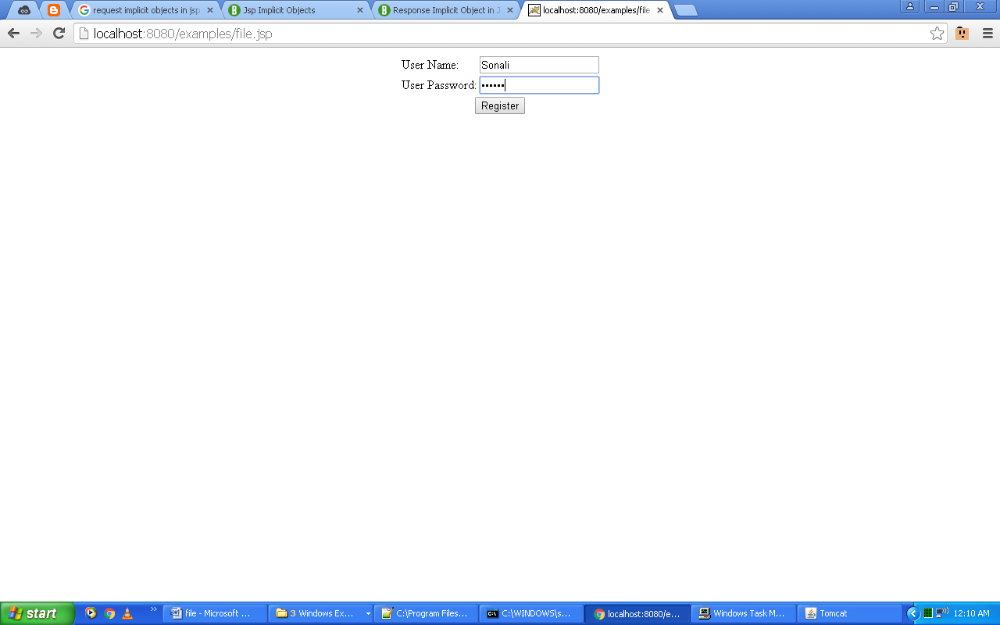 request implicit objects in jsp
Jsp Implicit Objects
Response Implicit Object in J
localhost:8080/examples/file
localhost:8080/examples/file.jsp
User Name: Sonali
User Password: ••••••
Register
start
file - Microsoft ...
3 Windows Ex...
C:\Program Files...
C:\WINDOWS\s...
localhost:8080/e...
Windows Task M...
Tomcat
12:10 AM